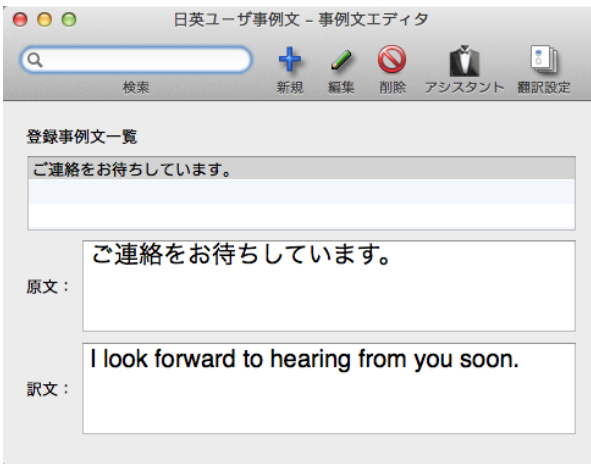 日英ユーザ事例文 – 事例文エディタ
検索 新規 編集 削除 アシスタント 翻訳設定
登録事例文一覧
ご連絡をお待ちしています。
原文： ご連絡をお待ちしています。
訳文： I look forward to hearing from you soon.